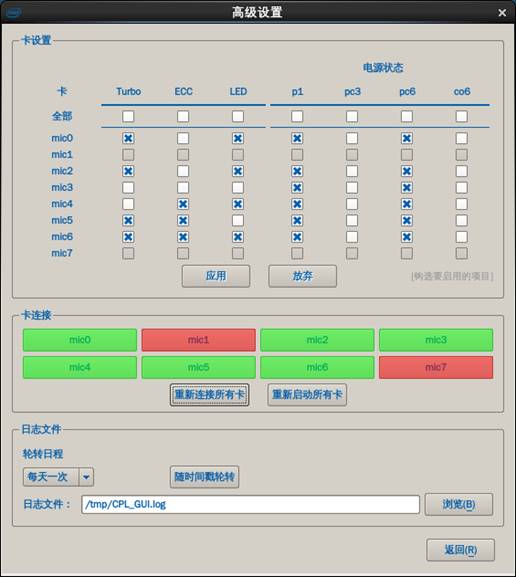 高级设置
卡设置
电源状态
卡 Turbo ECC LED p1 pc3 pc6 co6
全部
mic0
mic1
mic2
mic3
mic4
mic5
mic6
mic7
应用 放弃 [钩选要启用的项目]
卡连接
mic0 mic1 mic2 mic3
mic4 mic5 mic6 mic7
重新连接所有卡 重新启动所有卡
日志文件
轮转日程
每天一次 随时间戳轮转
日志文件： /tmp/CPL_GUI.log 浏览(B)
返回(R)